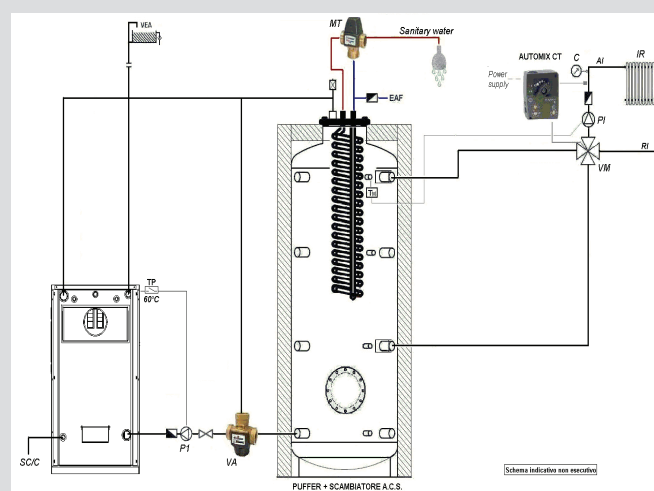 VEA
MT
Sanitary water
AUTOMIX CT
C
AI
IR
Power
supply
EAF
PI
RI
VM
TH
TP
60°C
P1
VA
SC/C
Schema indicativo non esecutivo
PUFFER + SCAMBIATORE A.C.S.